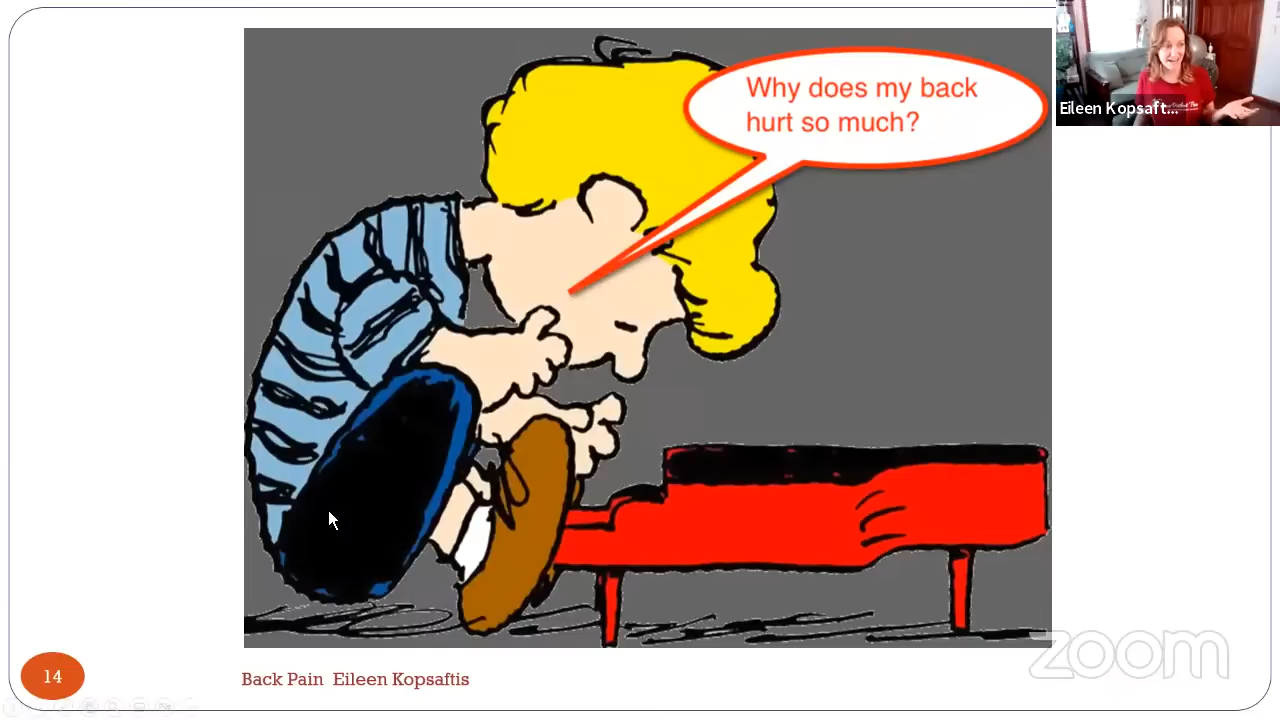 Why does my back
hurt so much?
Eileen Kopsaft...
14
Back Pain Eileen Kopsaftis
zoom